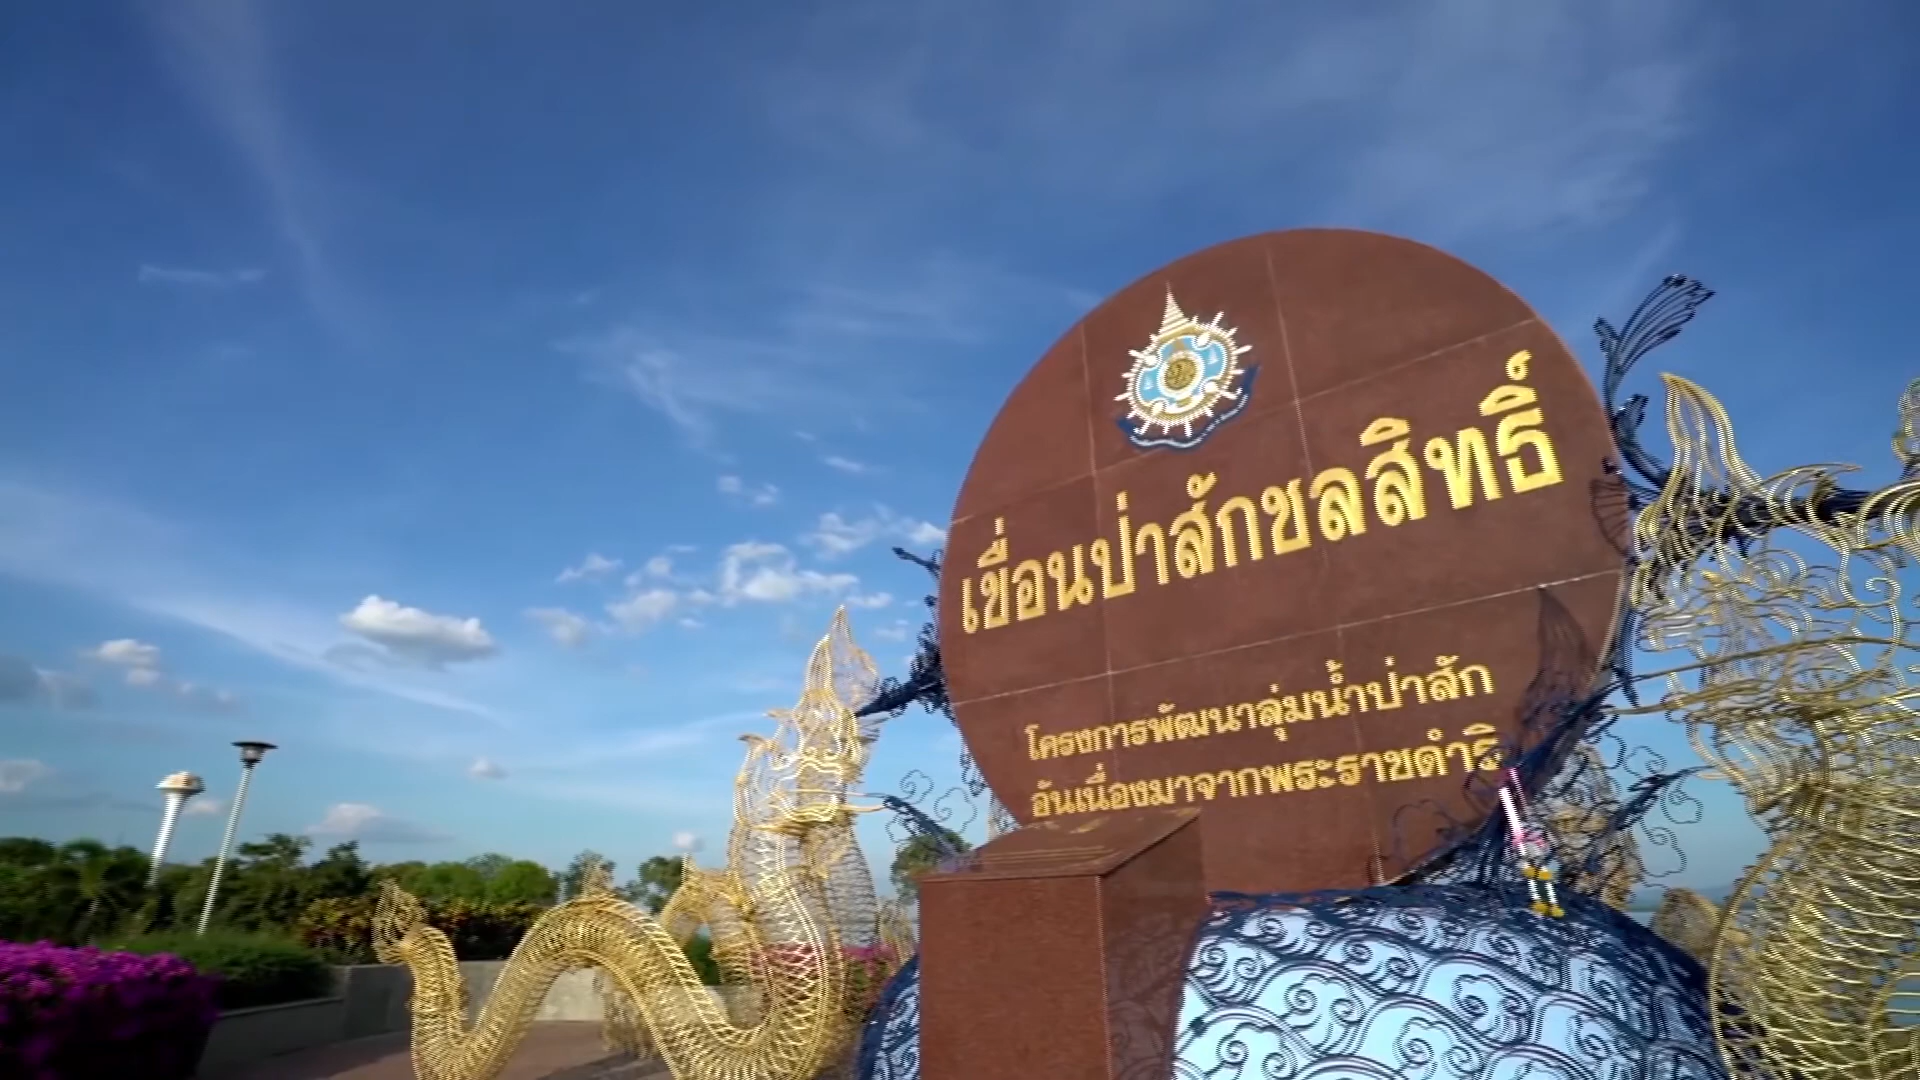 เขื่อนป่าสักชลสิทธิ์
โครงการพัฒนาลุ่มน้ำป่าสัก
อันเนื่องมาจากพระราชดำริ